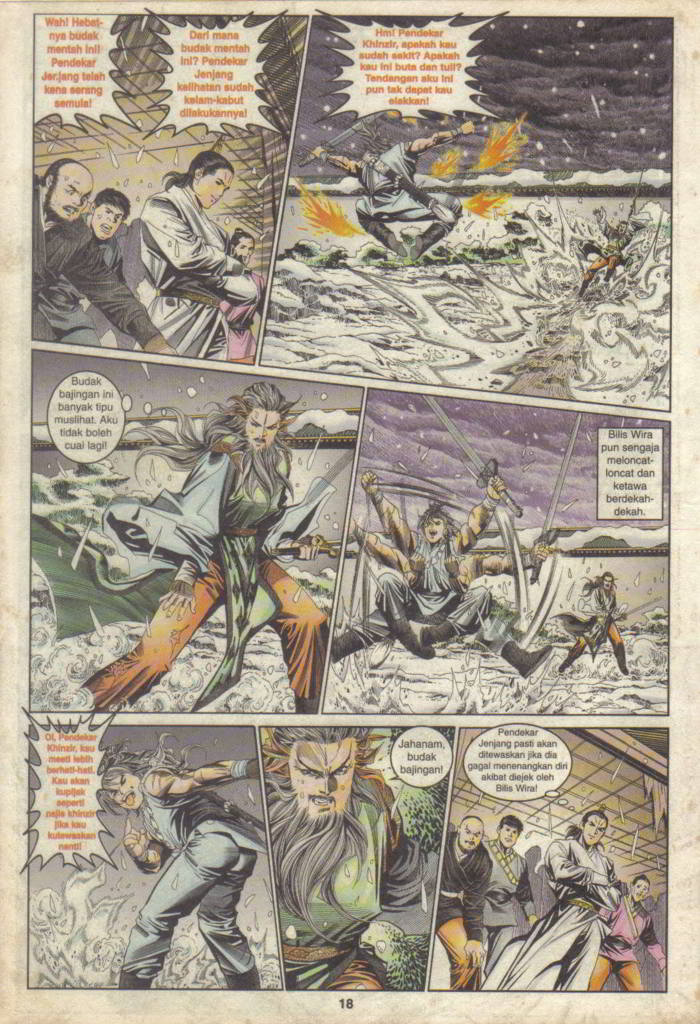 Wah! Hebat-
nya budak
mentah ini!
Pendekar
Jenjang telah
kena serang
semula!
Dari mana
budak mentah
ini? Pendekar
Jenjang
kelihatan sudah
kelam-kabut
dilakukannya!
Hm! Pendekar
Khinzir, apakah kau
sudah sakit? Apakah
kau ini buta dan tuli?
Tendangan aku ini
pun tak dapat kau
elakkan!
Budak
bajingan ini
banyak tipu
muslihat. Aku
tidak boleh
cuai lagi!
Bilis Wira
pun sengaja
meloncat-
loncat dan
ketawa
berdekah-
dekah.
Oi, Pendekar
Khinzir, kau
mesti lebih
berhati-hati.
Kau akan
kupijak
seperti
najis khinzir
jika kau
kutewaskan
nanti!
Jahanam,
budak
bajingan!
Pendekar
Jenjang pasti akan
ditewaskan jika dia
gagal menenangkan diri
akibat diejek oleh
Bilis Wira!
18